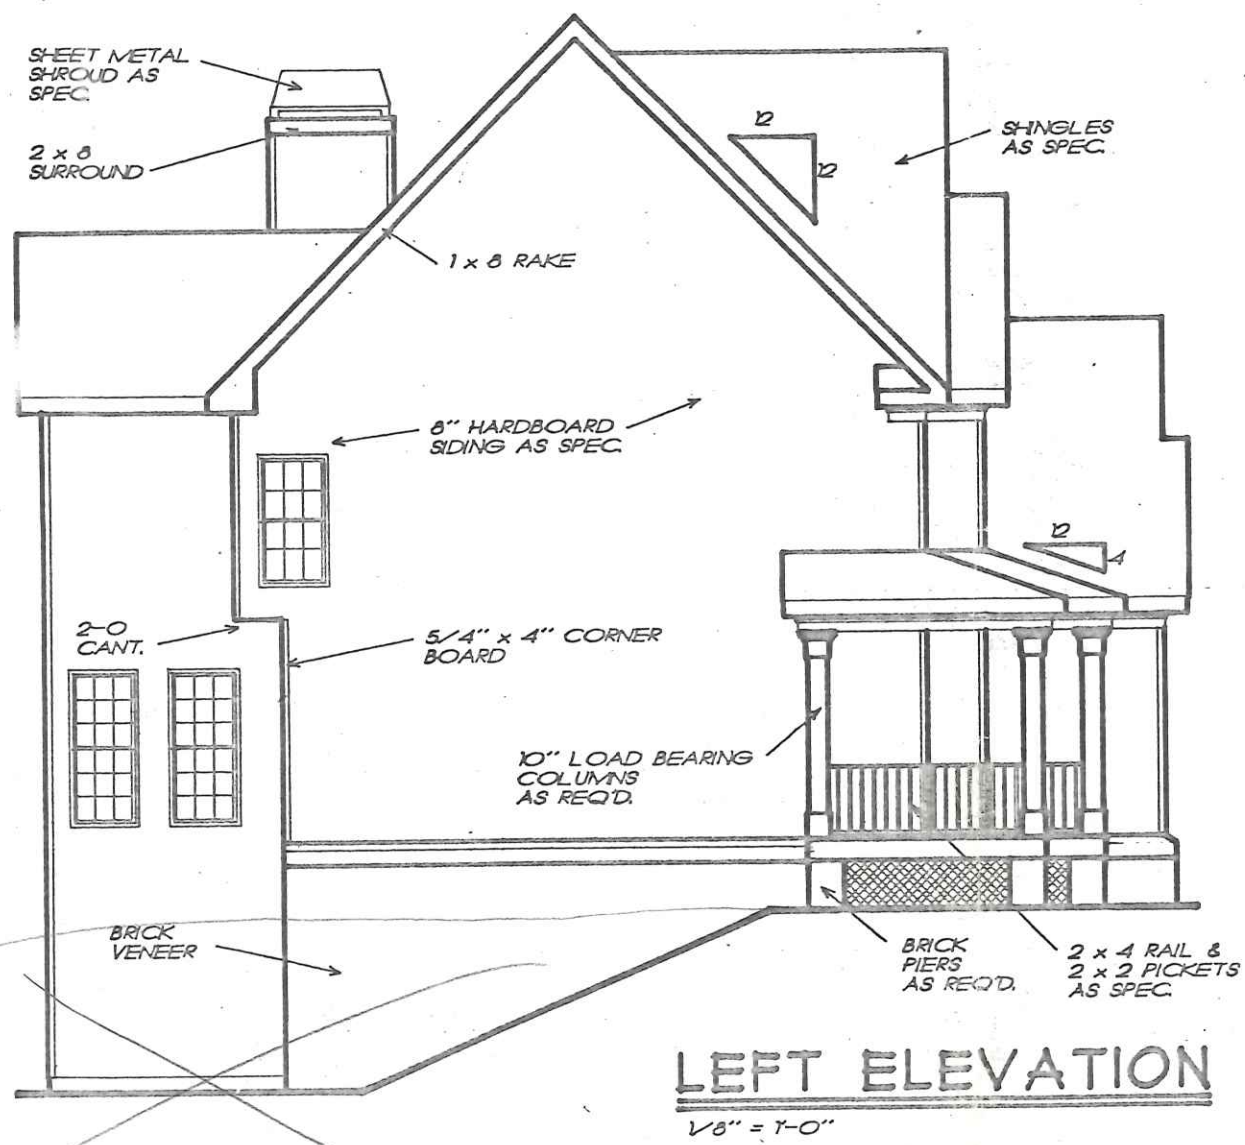 SHEET METAL
SHROUD AS
SPEC.
2 x 8
SURROUND
12
12
SHINGLES
AS SPEC.
1 x 8 RAKE
8" HARDBOARD
SIDING AS SPEC.
12
4
2-0
CANT.
5/4" x 4" CORNER
BOARD
10" LOAD BEARING
COLUMNS
AS REQ'D.
BRICK
VENEER
BRICK
PIERS
AS REQ'D.
2 x 4 RAIL &
2 x 2 PICKETS
AS SPEC.
LEFT ELEVATION
1/8" = 1'-0"